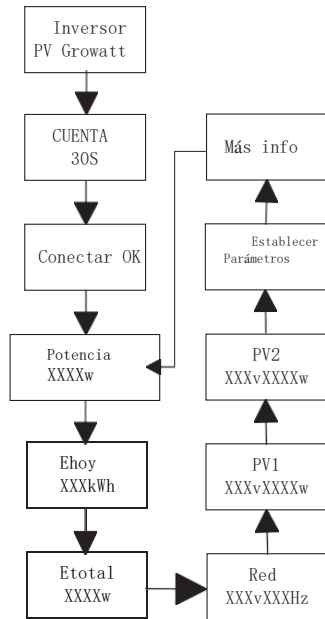 Inversor
PV Growatt
CUENTA
30S
Conectar OK
Potencia
XXXXw
Ehoy
XXXkWh
Etotal
XXXXw
Red
XXXvXXXHz
PV1
XXXvXXXXw
PV2
XXXvXXXXw
Establecer
Parámetros
Más info